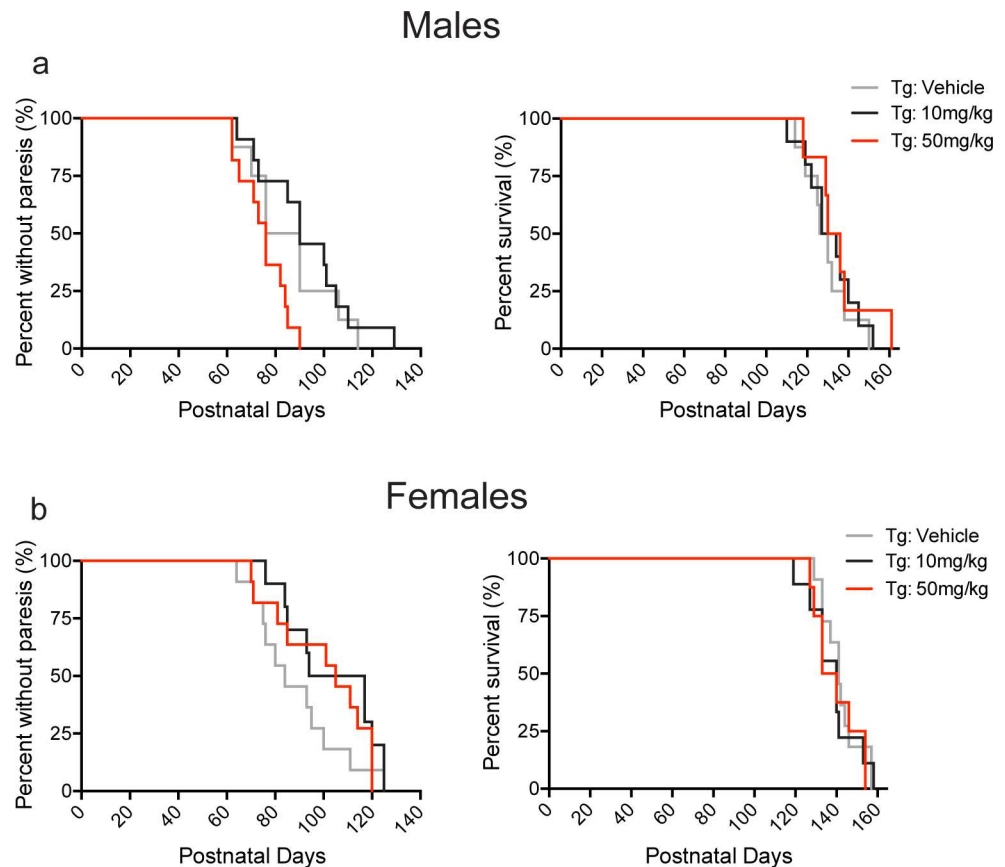 Males
a
Tg: Vehicle
Tg: 10mg/kg
Tg: 50mg/kg
Percent without paresis (%)
100
75
50
25
0
0 20 40 60 80 100 120 140
Postnatal Days
Percent survival (%)
100
75
50
25
0
0 20 40 60 80 100 120 140 160
Postnatal Days
Females
b
Tg: Vehicle
Tg: 10mg/kg
Tg: 50mg/kg
Percent without paresis (%)
100
75
50
25
0
0 20 40 60 80 100 120 140
Postnatal Days
Percent survival (%)
100
75
50
25
0
0 20 40 60 80 100 120 140 160
Postnatal Days